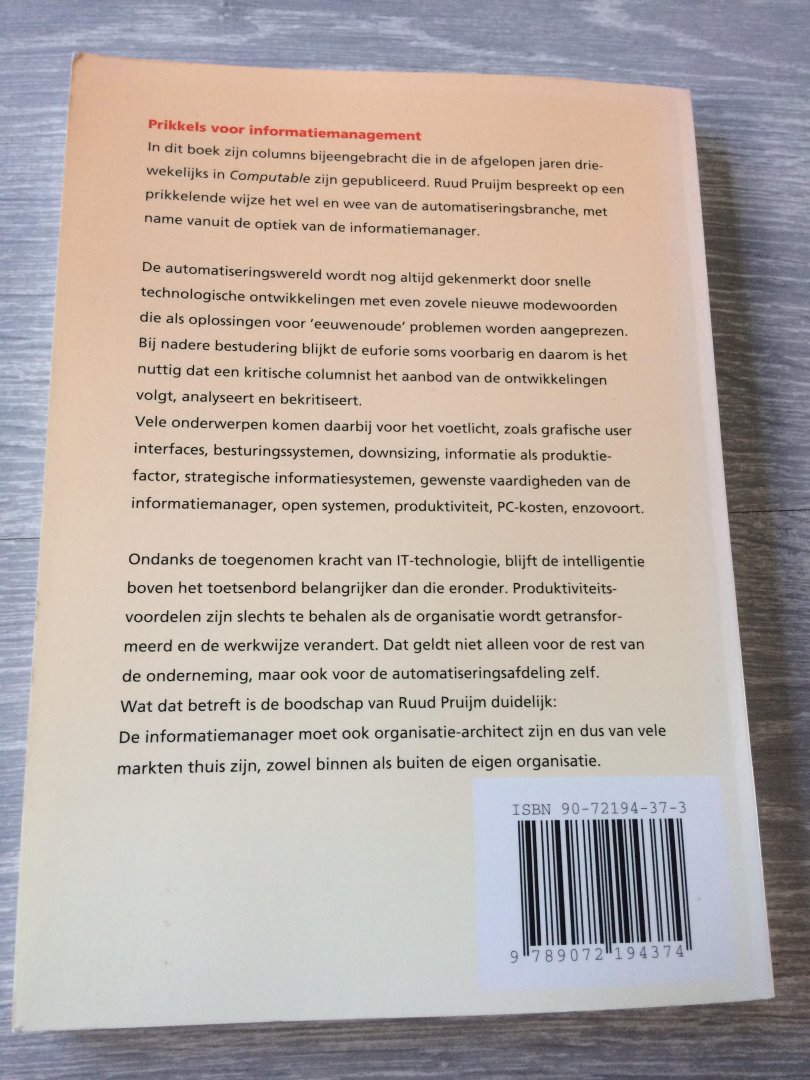 Prikkels voor informatiemanagement
In dit boek zijn columns bijeengebracht die in de afgelopen jaren drie-
wekelijks in Computable zijn gepubliceerd. Ruud Pruijm bespreekt op een
prikkelende wijze het wel en wee van de automatiseringsbranche, met
name vanuit de optiek van de informatiemanager.
De automatiseringswereld wordt nog altijd gekenmerkt door snelle
technologische ontwikkelingen met even zovele nieuwe modewoorden
die als oplossingen voor 'eeuwenoude' problemen worden aangeprezen.
Bij nadere bestudering blijkt de euforie soms voorbarig en daarom is het
nuttig dat een kritische columnist het aanbod van de ontwikkelingen
volgt, analyseert en bekritiseert.
Vele onderwerpen komen daarbij voor het voetlicht, zoals grafische user
interfaces, besturingssystemen, downsizing, informatie als produktie-
factor, strategische informatiesystemen, gewenste vaardigheden van de
informatiemanager, open systemen, produktiviteit, PC-kosten, enzovoort.
Ondanks de toegenomen kracht van IT-technologie, blijft de intelligentie
boven het toetsenbord belangrijker dan die eronder. Produktiviteits-
voordelen zijn slechts te behalen als de organisatie wordt getransfor-
meerd en de werkwijze verandert. Dat geldt niet alleen voor de rest van
de onderneming, maar ook voor de automatiseringsafdeling zelf.
Wat dat betreft is de boodschap van Ruud Pruijm duidelijk:
De informatiemanager moet ook organisatie-architect zijn en dus van vele
markten thuis zijn, zowel binnen als buiten de eigen organisatie.
ISBN 90-72194-37-3
9 789072 194374